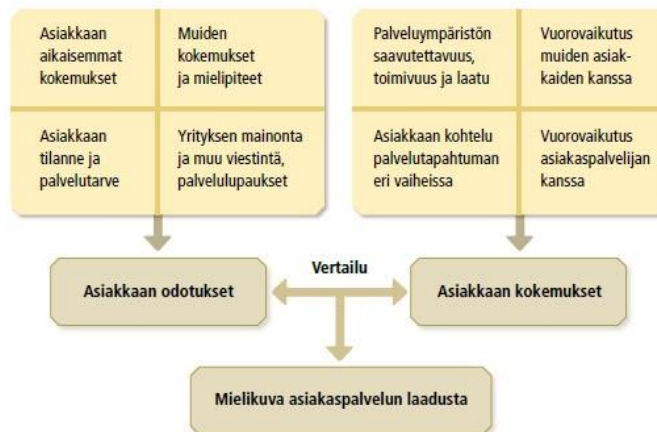 Asiakkaan
aikaisemmat
kokemukset
Muiden
kokemukset
ja mielipiteet
Asiakkaan
tilanne ja
palvelutarve
Yrityksen mainonta
ja muu viestintä,
palvelulupaukset
Palveluympäristön
saavutettavuus,
toimivuus ja laatu
Vuorovaikutus
muiden asiak-
kaiden kanssa
Asiakkaan kohtelu
palvelutapahtuman
eri vaiheissa
Vuorovaikutus
asiakaspalvelijan
kanssa
Asiakkaan odotukset
Vertailu
Asiakkaan kokemukset
Mielikuva asiakaspalvelun laadusta